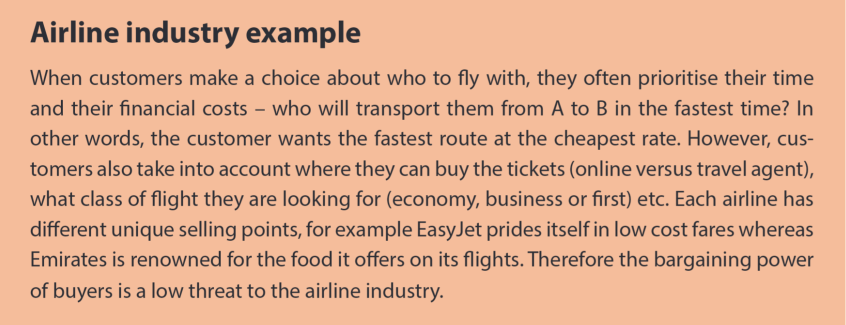 Airline industry example
When customers make a choice about who to fly with, they often prioritise their time
and their financial costs – who will transport them from A to B in the fastest time? In
other words, the customer wants the fastest route at the cheapest rate. However, cus-
tomers also take into account where they can buy the tickets (online versus travel agent),
what class of flight they are looking for (economy, business or first) etc. Each airline has
different unique selling points, for example EasyJet prides itself in low cost fares whereas
Emirates is renowned for the food it offers on its flights. Therefore the bargaining power
of buyers is a low threat to the airline industry.